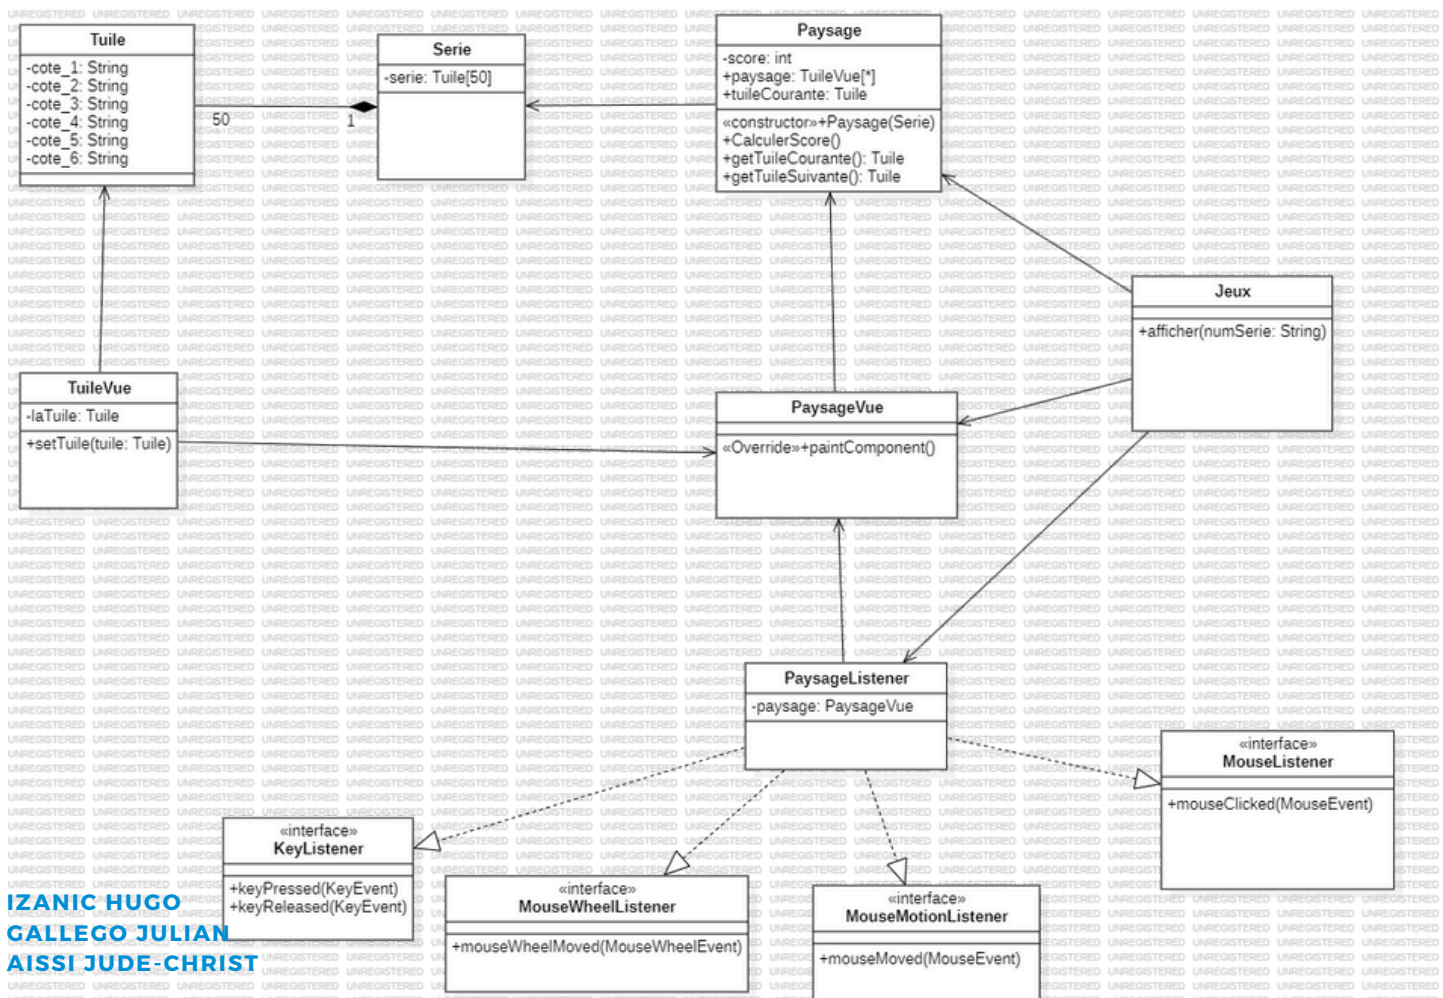 Tuile
-cote_1: String
-cote_2: String
-cote_3: String
-cote_4: String
-cote_5: String
-cote_6: String
50
1
Serie
-serie: Tuile[50]
Paysage
-score: int
+paysage: TuileVue[*]
+tuileCourante: Tuile
«constructor»+Paysage(Serie)
+CalculerScore()
+getTuileCourante(): Tuile
+getTuileSuivante(): Tuile
Jeux
+afficher(numSerie: String)
TuileVue
-laTuile: Tuile
+setTuile(tuile: Tuile)
PaysageVue
«Override»+paintComponent()
PaysageListener
-paysage: PaysageVue
«interface»
MouseListener
+mouseClicked(MouseEvent)
«interface»
KeyListener
+keyPressed(KeyEvent)
+keyReleased(KeyEvent)
«interface»
MouseWheelListener
+mouseWheelMoved(MouseWheelEvent)
«interface»
MouseMotionListener
+mouseMoved(MouseEvent)
IZANIC HUGO
GALLEGO JULIAN
AISSI JUDE-CHRIST
UNREGISTERED